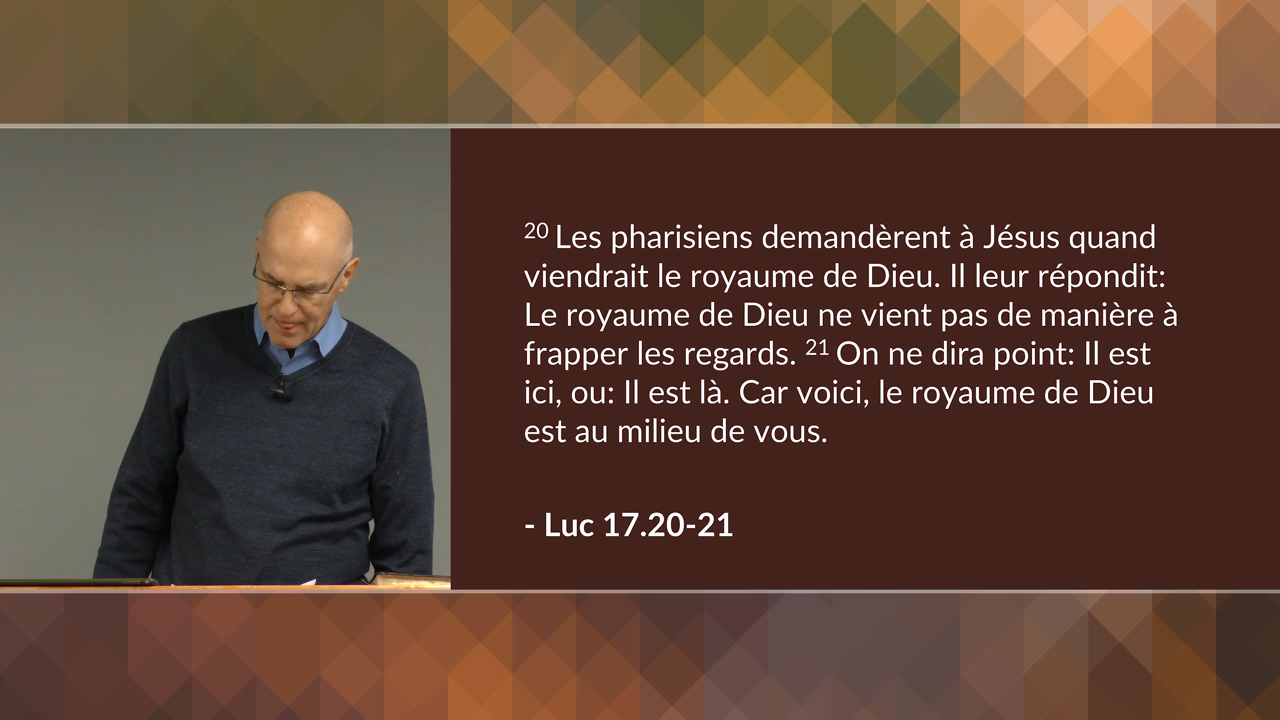 20 Les pharisiens demandèrent à Jésus quand
viendrait le royaume de Dieu. Il leur répondit:
Le royaume de Dieu ne vient pas de manière à
frapper les regards. 21 On ne dira point: Il est
ici, ou: Il est là. Car voici, le royaume de Dieu
est au milieu de vous.
- Luc 17.20-21